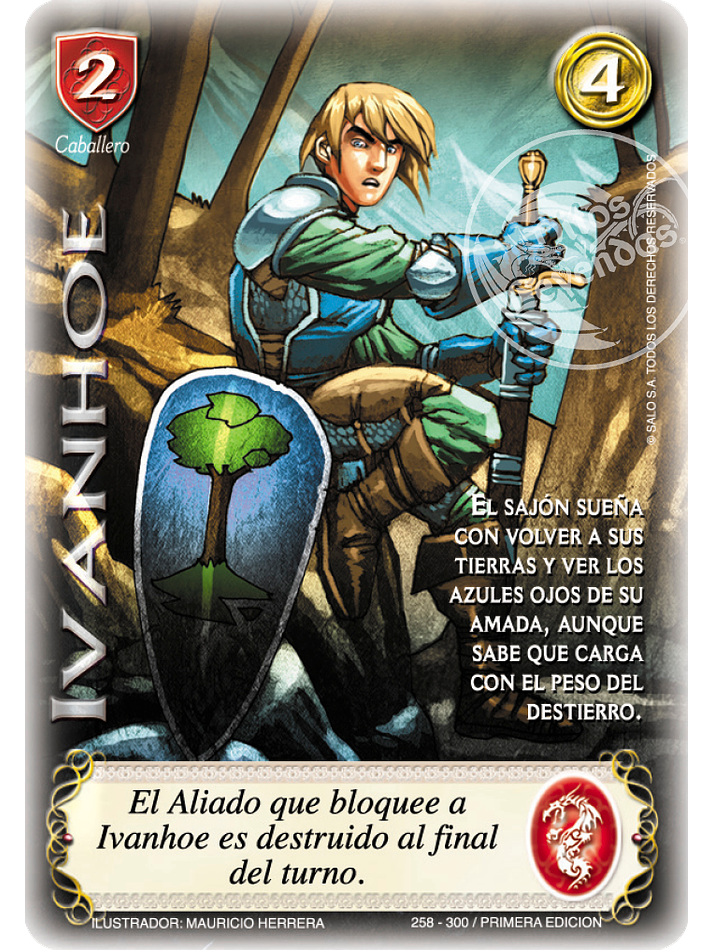 2
4
Caballero
IVANHOE
© SALO S.A. TODOS LOS DERECHOS RESERVADOS
EL SAJÓN SUEÑA
CON VOLVER A SUS
TIERRAS Y VER LOS
AZULES OJOS DE SU
AMADA, AUNQUE
SABE QUE CARGA
CON EL PESO DEL
DESTIERRO.
El Aliado que bloquee a
Ivanhoe es destruido al final
del turno.
ILUSTRADOR: MAURICIO HERRERA
258 - 300 / PRIMERA EDICION